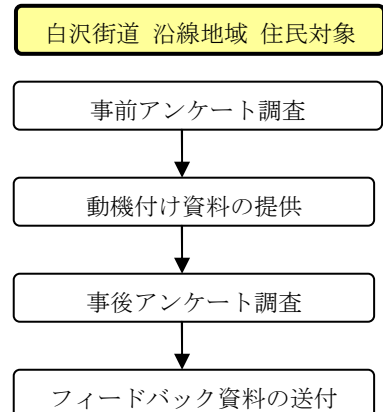 白沢街道 沿線地域 住民対象
事前アンケート調査
動機付け資料の提供
事後アンケート調査
フィードバック資料の送付